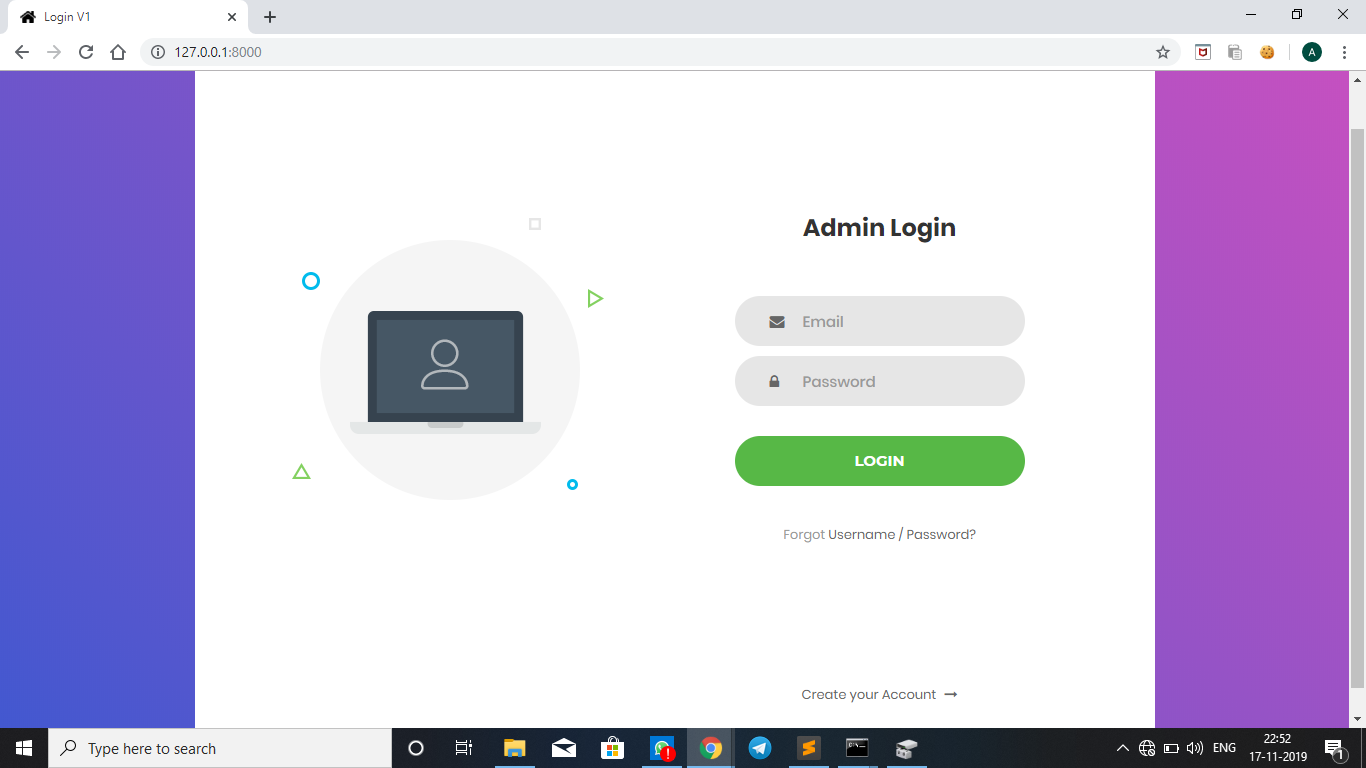 Login V1
127.0.0.1:8000
A
Admin Login
Email
Password
LOGIN
Forgot Username / Password?
Create your Account
Type here to search
ENG
22:52
17-11-2019
1